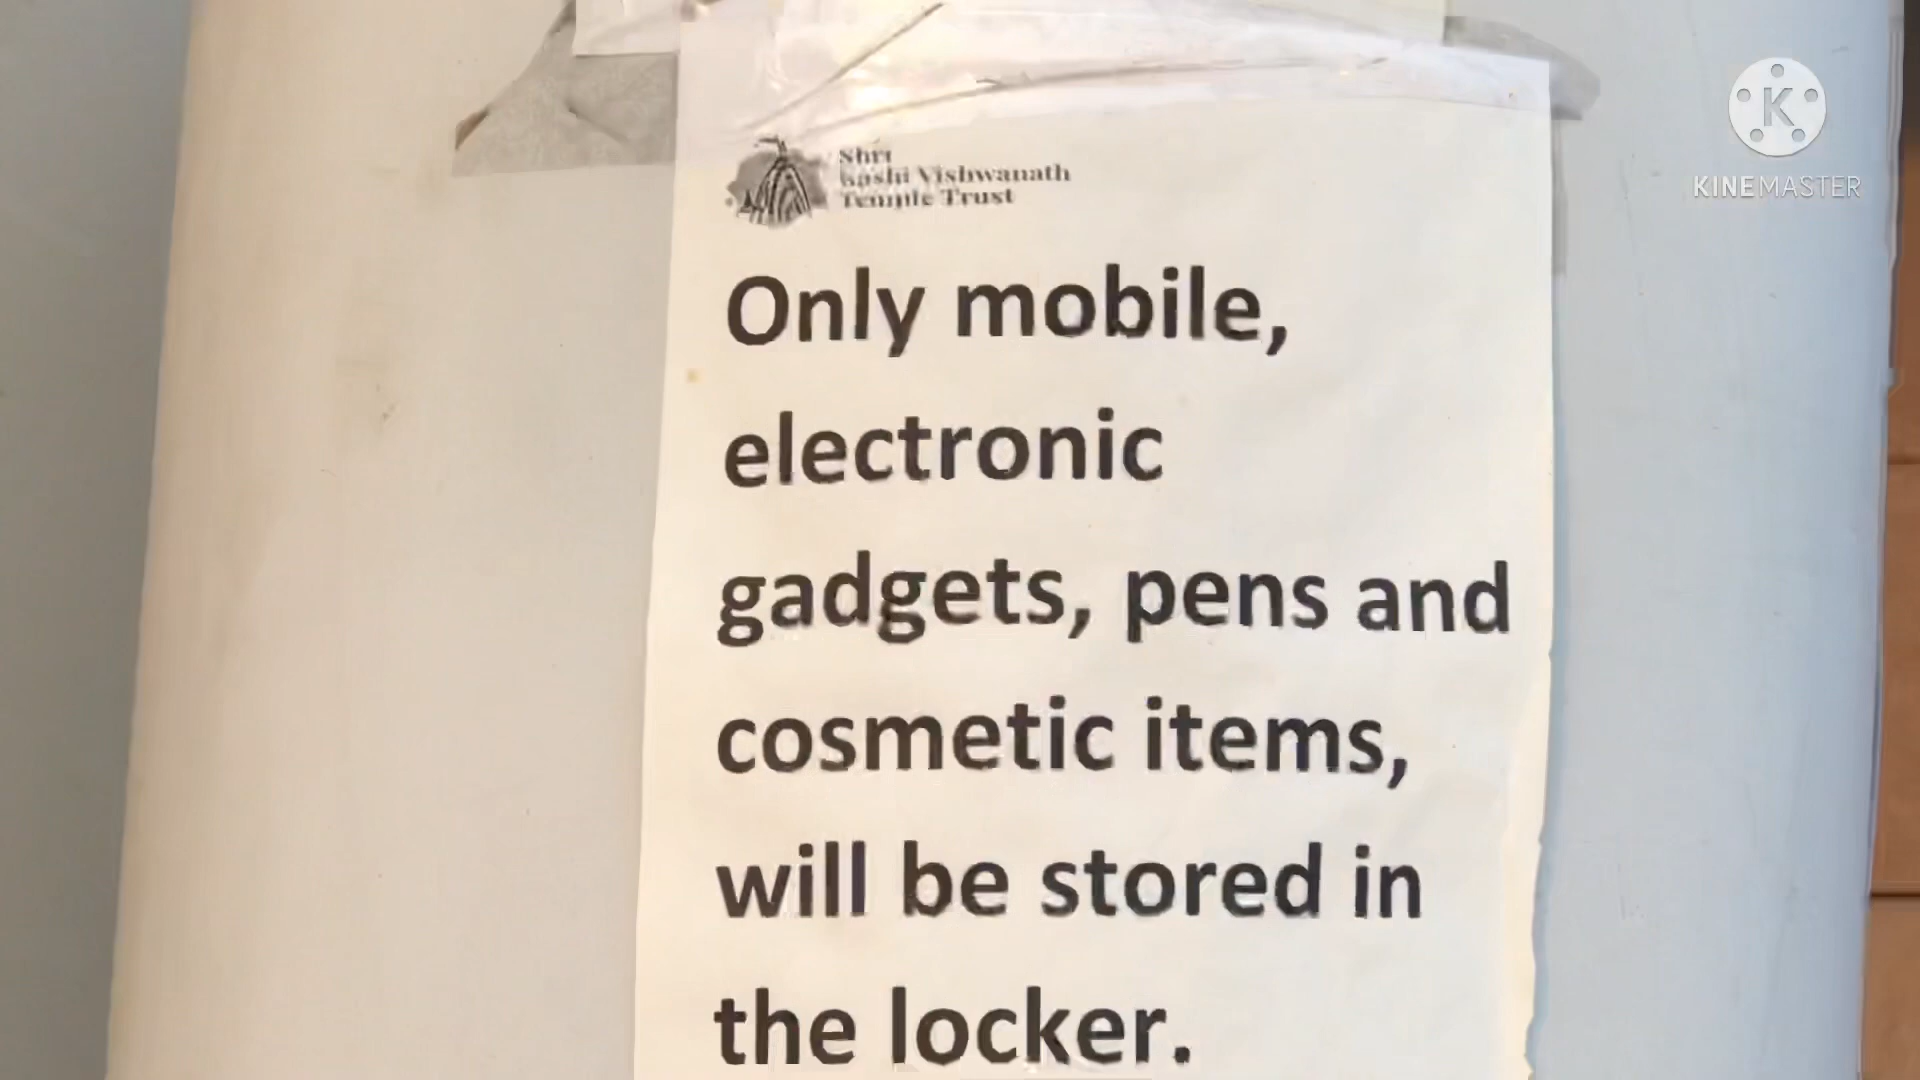 Shri
Kashi Vishwanath
Temple Trust
Only mobile,
electronic
gadgets, pens and
cosmetic items,
will be stored in
the locker.
K
KINEMASTER